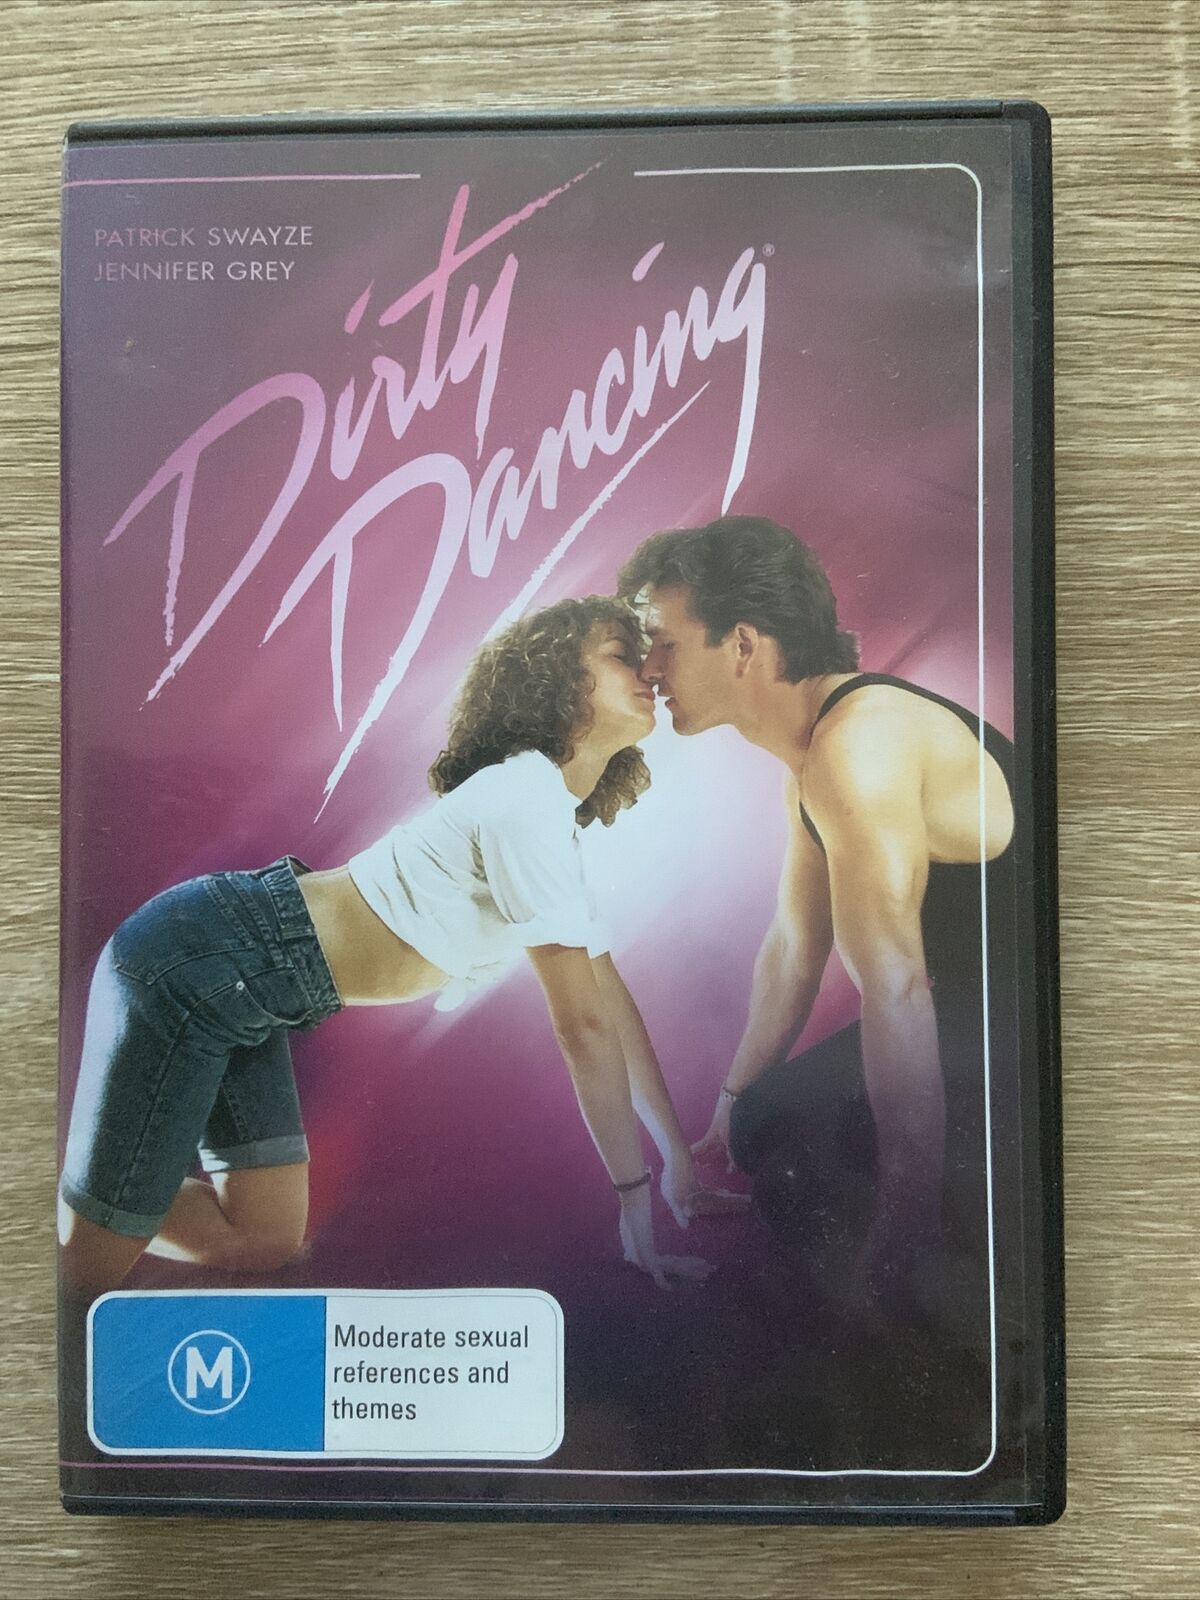 PATRICK SWAYZE
JENNIFER GREY
Dirty
Dancing®
M
Moderate sexual
references and
themes